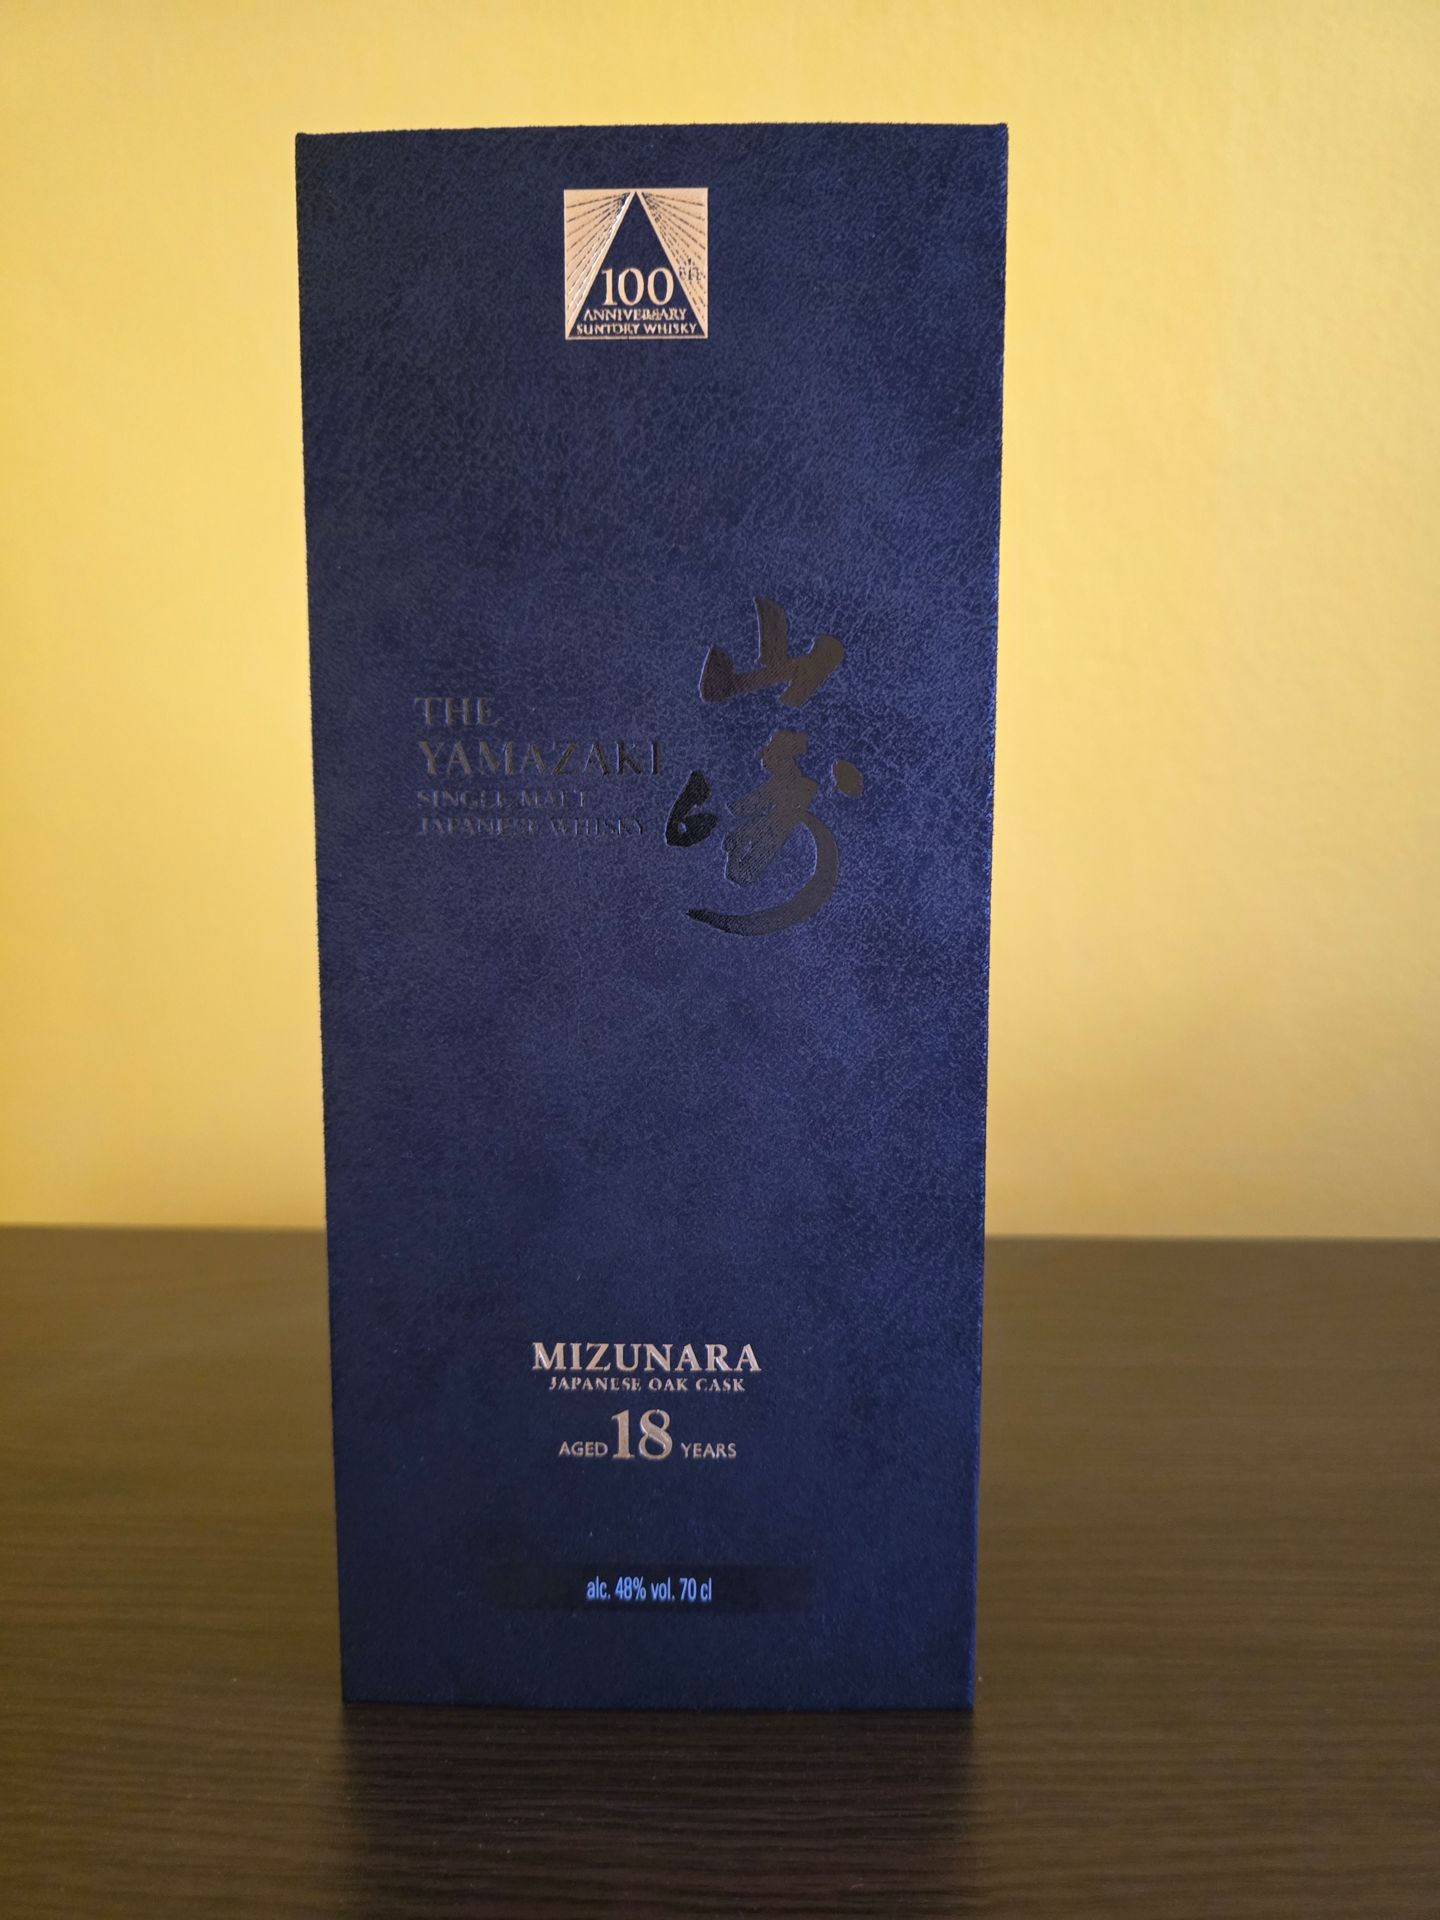 100th
ANNIVERSARY
SUNTORY WHISKY
山崎
THE
YAMAZAKI
SINGLE MALT
JAPANESE WHISKY
MIZUNARA
JAPANESE OAK CASK
AGED 18 YEARS
alc. 48% vol. 70 cl